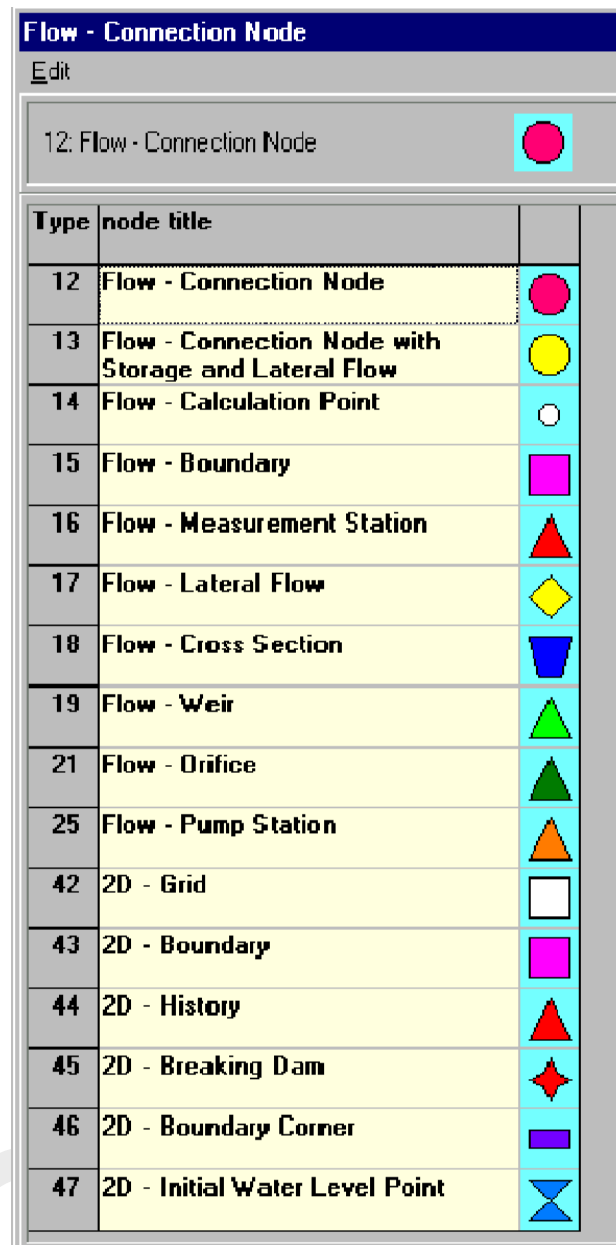 Flow - Connection Node
Edit
12: Flow - Connection Node
Type node title
12 Flow - Connection Node
13 Flow - Connection Node with
Storage and Lateral Flow
14 Flow - Calculation Point
15 Flow - Boundary
16 Flow - Measurement Station
17 Flow - Lateral Flow
18 Flow - Cross Section
19 Flow - Weir
21 Flow - Orifice
25 Flow - Pump Station
42 2D - Grid
43 2D - Boundary
44 2D - History
45 2D - Breaking Dam
46 2D - Boundary Corner
47 2D - Initial Water Level Point